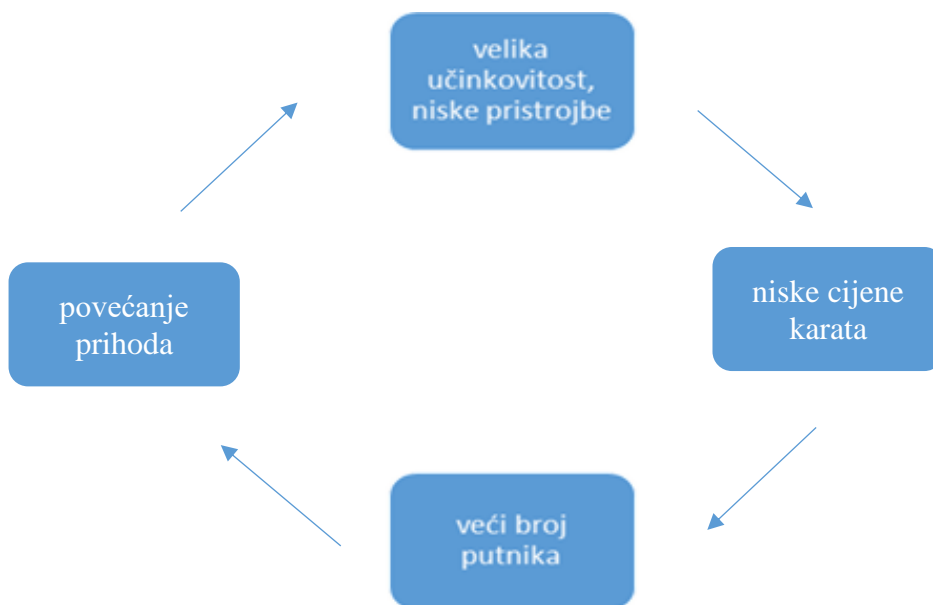 velika
učinkovitost,
niske pristrojbe
niske cijene
karata
veći broj
putnika
povećanje
prihoda